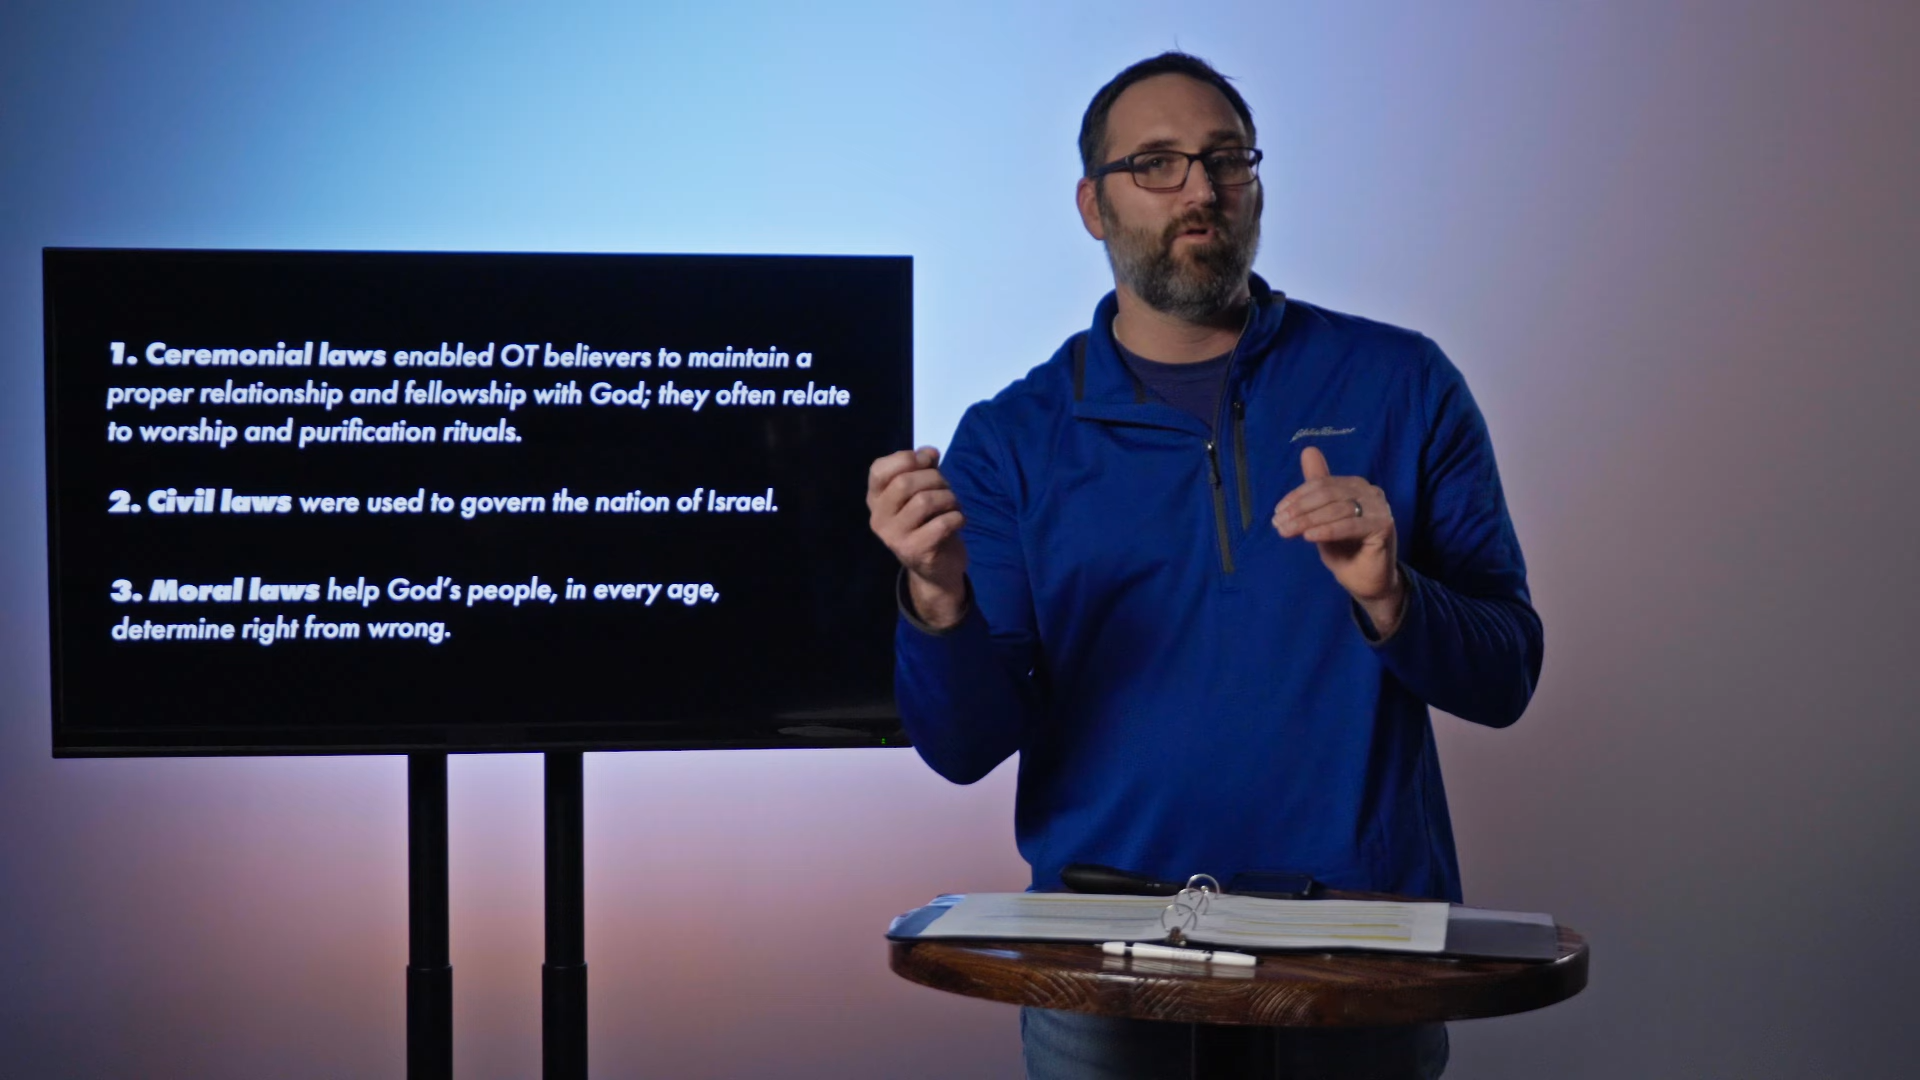 1. Ceremonial laws enabled OT believers to maintain a
proper relationship and fellowship with God; they often relate
to worship and purification rituals.
2. Civil laws were used to govern the nation of Israel.
3. Moral laws help God's people, in every age,
determine right from wrong.
Eddie Bauer